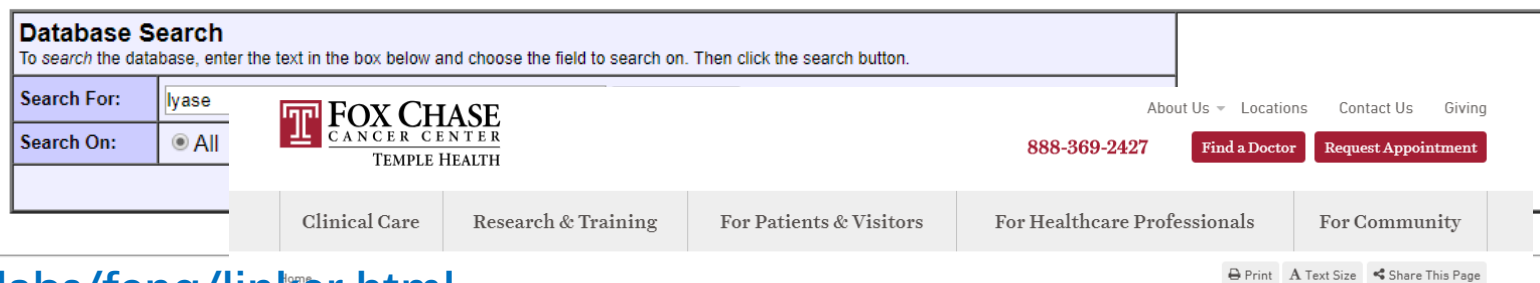 Database Search
To search the database, enter the text in the box below and choose the field to search on. Then click the search button.
Search For: lyase
Search On: All
FOX CHASE
CANCER CENTER
TEMPLE HEALTH
About Us Locations Contact Us Giving
888-369-2427 Find a Doctor Request Appointment
Clinical Care Research & Training For Patients & Visitors For Healthcare Professionals For Community
Home
Print A Text Size Share This Page